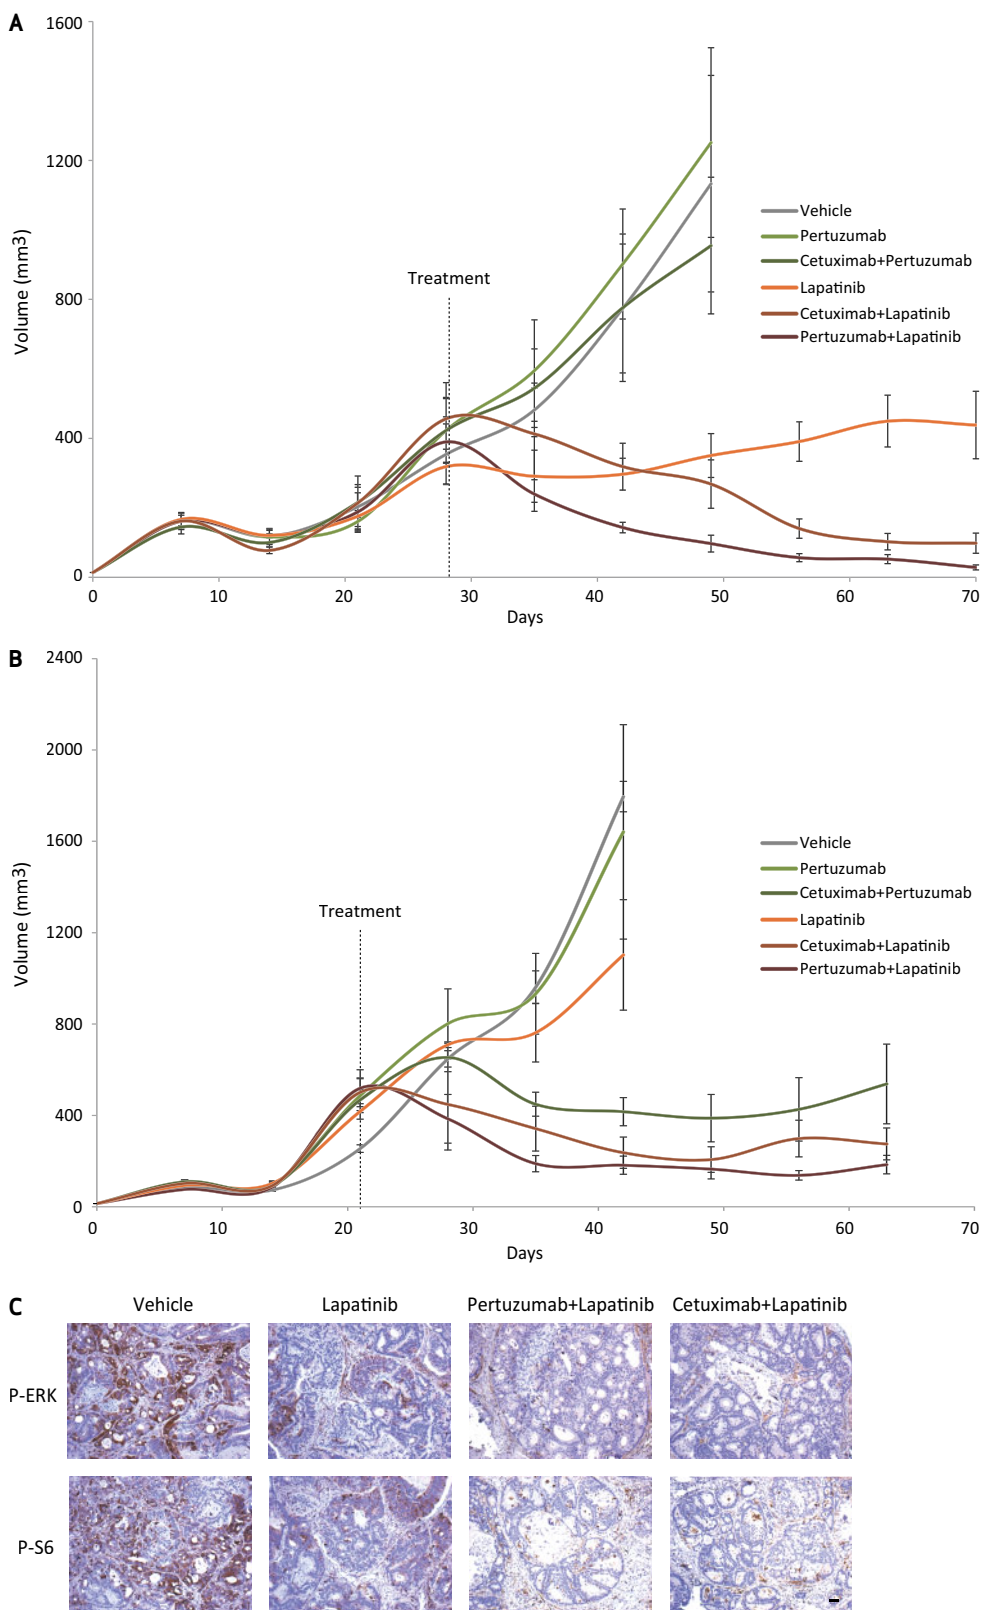 A
1600
1200
800
400
0
Volume (mm3)
Treatment
Vehicle
Pertuzumab
Cetuximab+Pertuzumab
Lapatinib
Cetuximab+Lapatinib
Pertuzumab+Lapatinib
0 10 20 30 40 50 60 70
Days
B
2400
2000
1600
1200
800
400
0
Volume (mm3)
Treatment
Vehicle
Pertuzumab
Cetuximab+Pertuzumab
Lapatinib
Cetuximab+Lapatinib
Pertuzumab+Lapatinib
0 10 20 30 40 50 60 70
Days
C
Vehicle Lapatinib Pertuzumab+Lapatinib Cetuximab+Lapatinib
P-ERK
P-S6